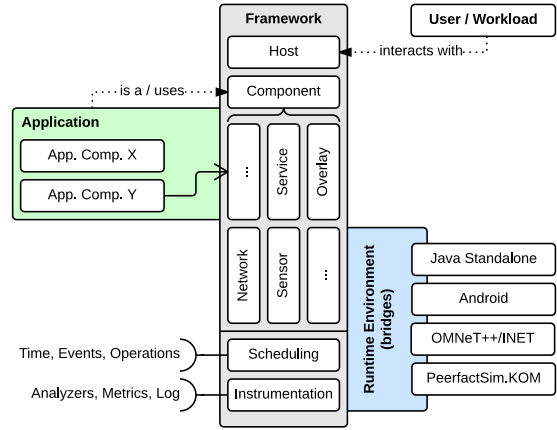 Framework
User / Workload
Host
interacts with
is a / uses
Component
Application
App. Comp. X
App. Comp. Y
...
Service
Overlay
Network
Sensor
...
Runtime Environment
(bridges)
Java Standalone
Android
OMNeT++/INET
PeerfactSim.KOM
Time, Events, Operations
Scheduling
Analyzers, Metrics, Log
Instrumentation